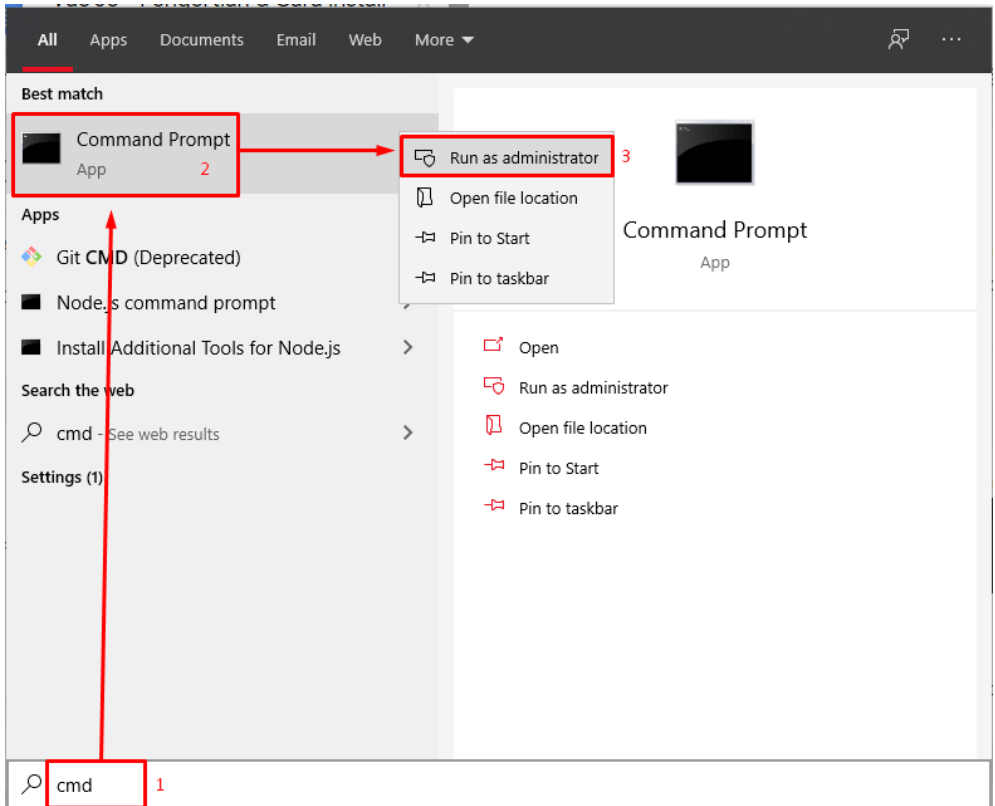 All Apps Documents Email Web More
Best match
Command Prompt
App 2
Run as administrator 3
Open file location
Pin to Start
Pin to taskbar
Apps
Git CMD (Deprecated)
Node.js command prompt
Install Additional Tools for Node.js
Search the web
cmd - See web results
Settings (1)
Command Prompt
App
Open
Run as administrator
Open file location
Pin to Start
Pin to taskbar
cmd 1